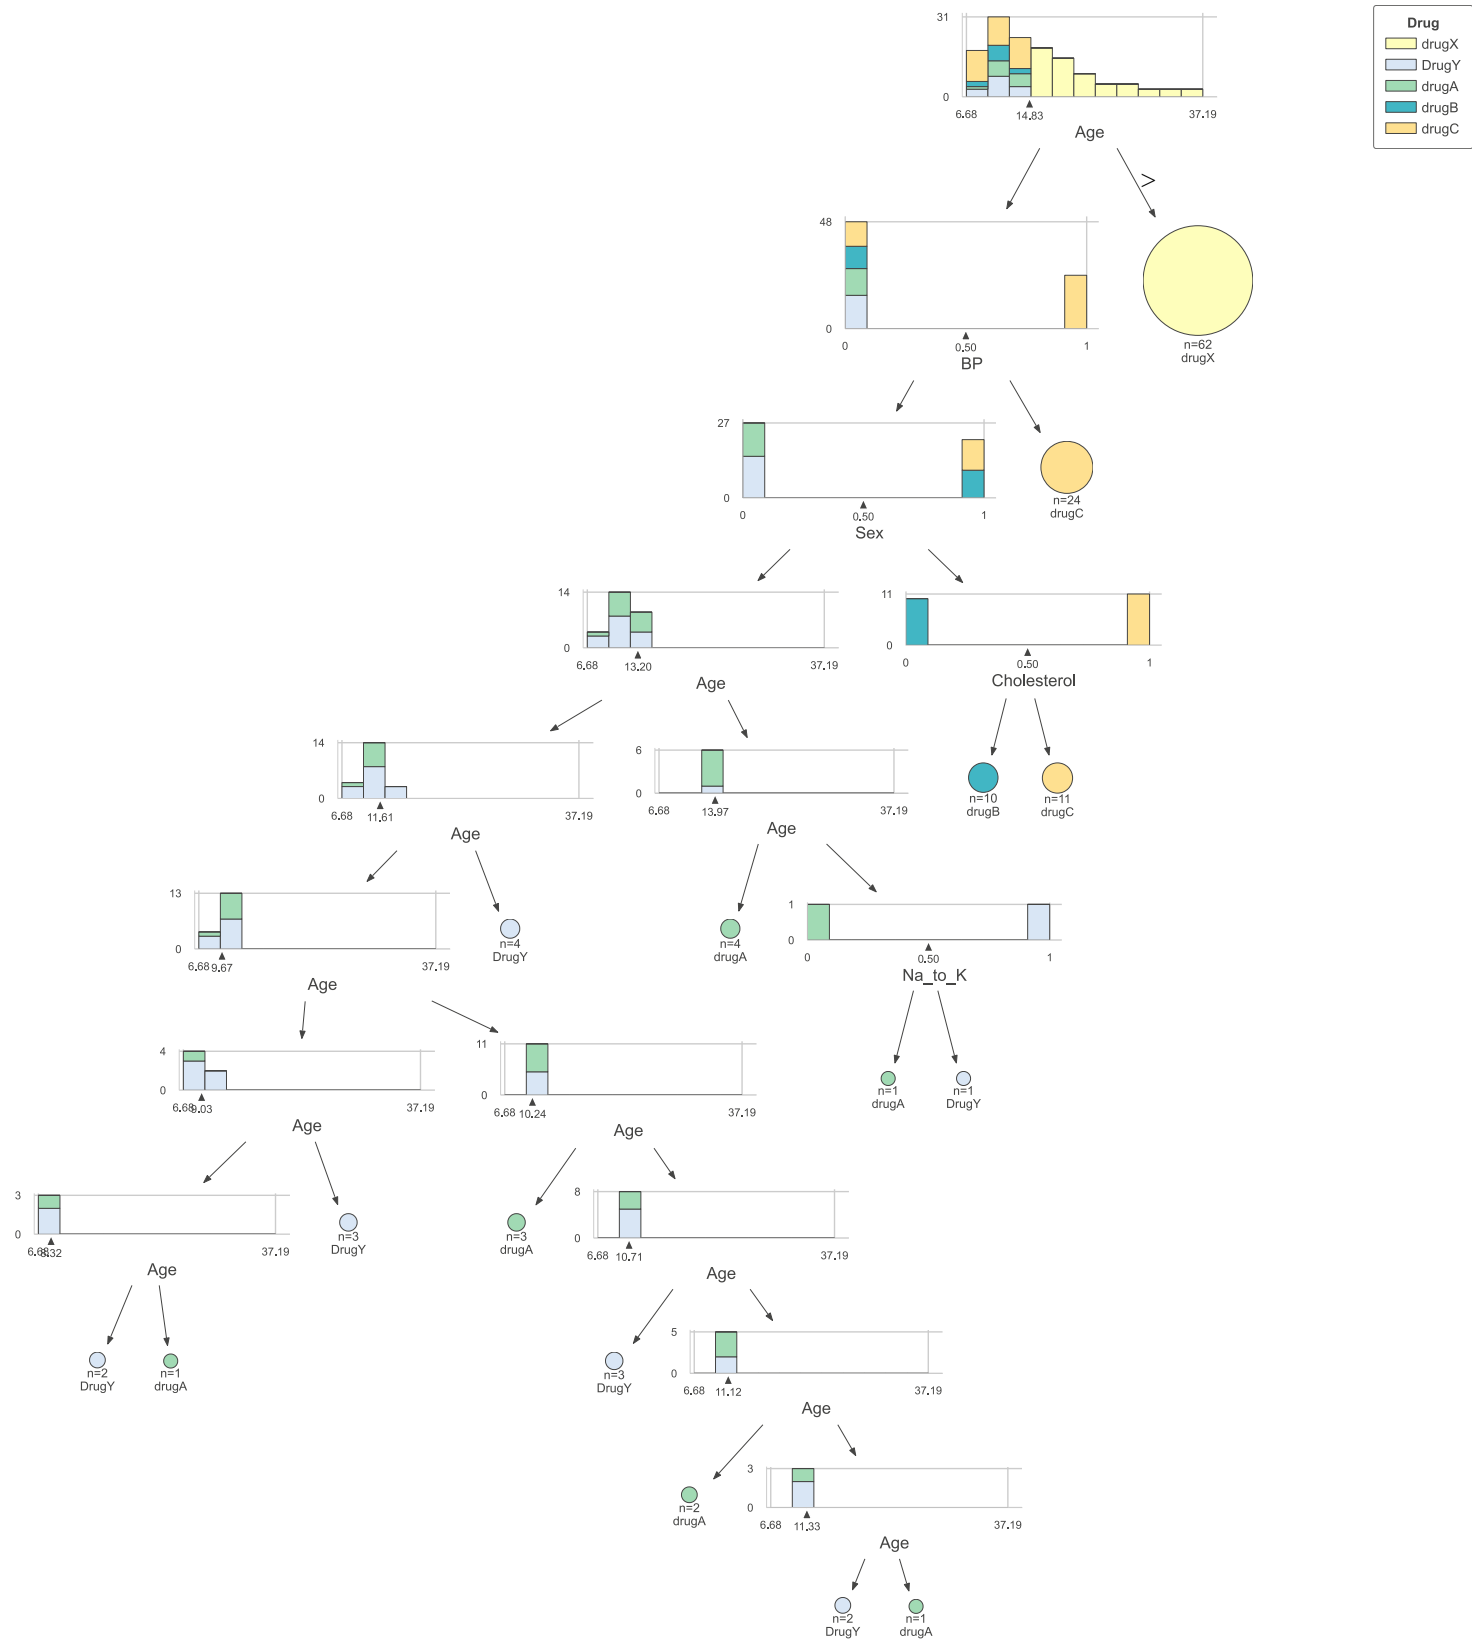 Drug
drugX
DrugY
drugA
drugB
drugC
31
0
6.68 14.83 37.19
Age
>
48
0
0 0.50 1
BP
n=62
drugX
27
0
0 0.50 1
Sex
n=24
drugC
14
0
6.68 13.20 37.19
Age
11
0
0 0.50 1
Cholesterol
14
0
6.68 11.61 37.19
Age
6
0
6.68 13.97 37.19
Age
n=10
drugB
n=11
drugC
13
0
6.68 9.67 37.19
Age
n=4
DrugY
n=4
drugA
1
0
0 0.50 1
Na_to_K
4
0
6.68 9.03 37.19
Age
11
0
6.68 10.24 37.19
Age
n=1
drugA
n=1
DrugY
3
0
6.68 8.32 37.19
Age
n=3
DrugY
n=3
drugA
8
0
6.68 10.71 37.19
Age
n=2
DrugY
n=1
drugA
n=3
DrugY
5
0
6.68 11.12 37.19
Age
n=2
drugA
3
0
6.68 11.33 37.19
Age
n=2
DrugY
n=1
drugA